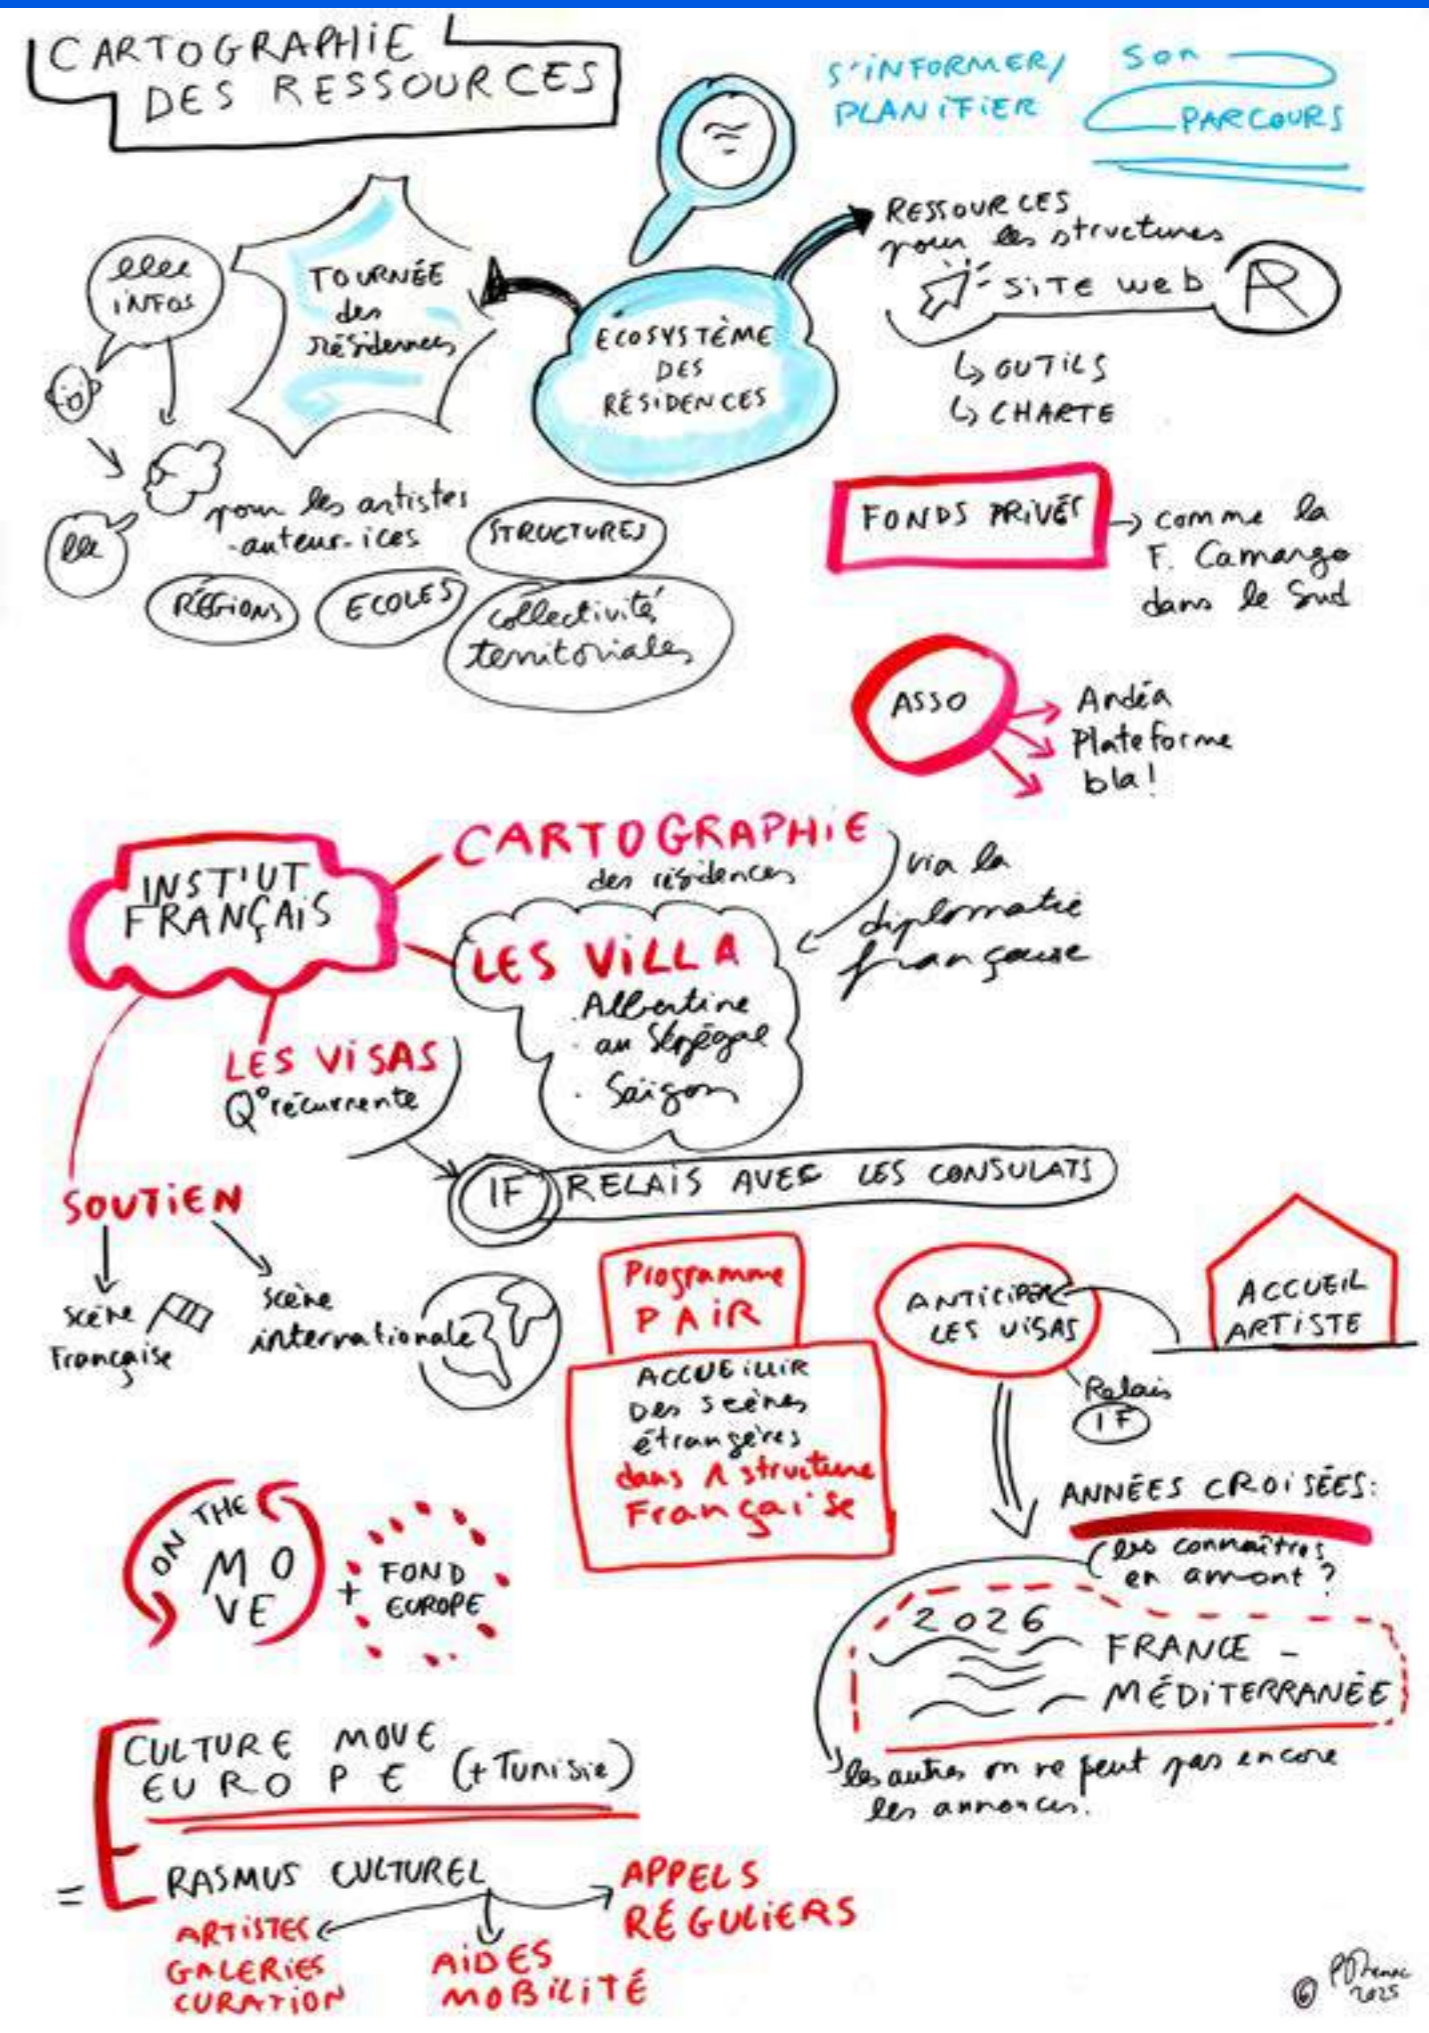 CARTOGRAPHIE
DES RESSOURCES
S'INFORMER/
PLANIFIER
SON
PARCOURS
RESSOURCES
pour les structures
SITE WEB
AR
↳ OUTILS
↳ CHARTE
INFOS
TOURNÉE
des
résidences
ÉCOSYSTÈME
DES
RÉSIDENCES
pour les artistes
-auteur-ices
STRUCTURES
RÉGIONS
ECOLES
collectivité
territoriales
FONDS PRIVÉS
→ comme la
F. Camargo
dans le Sud
ASSO
Andéa
Plateforme
bla!
INST'UT
FRANÇAIS
CARTOGRAPHIE
des résidences
via la
diplomatie
française
LES VILLA
. Albertine
. au Sénégal
. Saïgon
LES VISAS
Q° récurrente
IF RELAIS AVEC LES CONSULATS
SOUTIEN
scène
Française
scène
internationale
Programme
PAIR
ACCUEILLIR
Des scènes
étrangères
dans 1 structure
Française
ANTICIPER
LES VISAS
ACCUEIL
ARTISTE
Relais
IF
ON THE
MO
VE
+
FOND
EUROPE
ANNÉES CROISÉES:
(les connaîtres
en amont ?
2026
FRANCE -
MÉDITERRANÉE
les autres on ne peut pas encore
les annoncer.
CULTURE MOVE
EUROPE (+ Tunisie)
= ERASMUS CULTUREL
ARTISTES
GALERIES
CURATION
AIDES
MOBILITÉ
APPELS
RÉGULIERS
2025